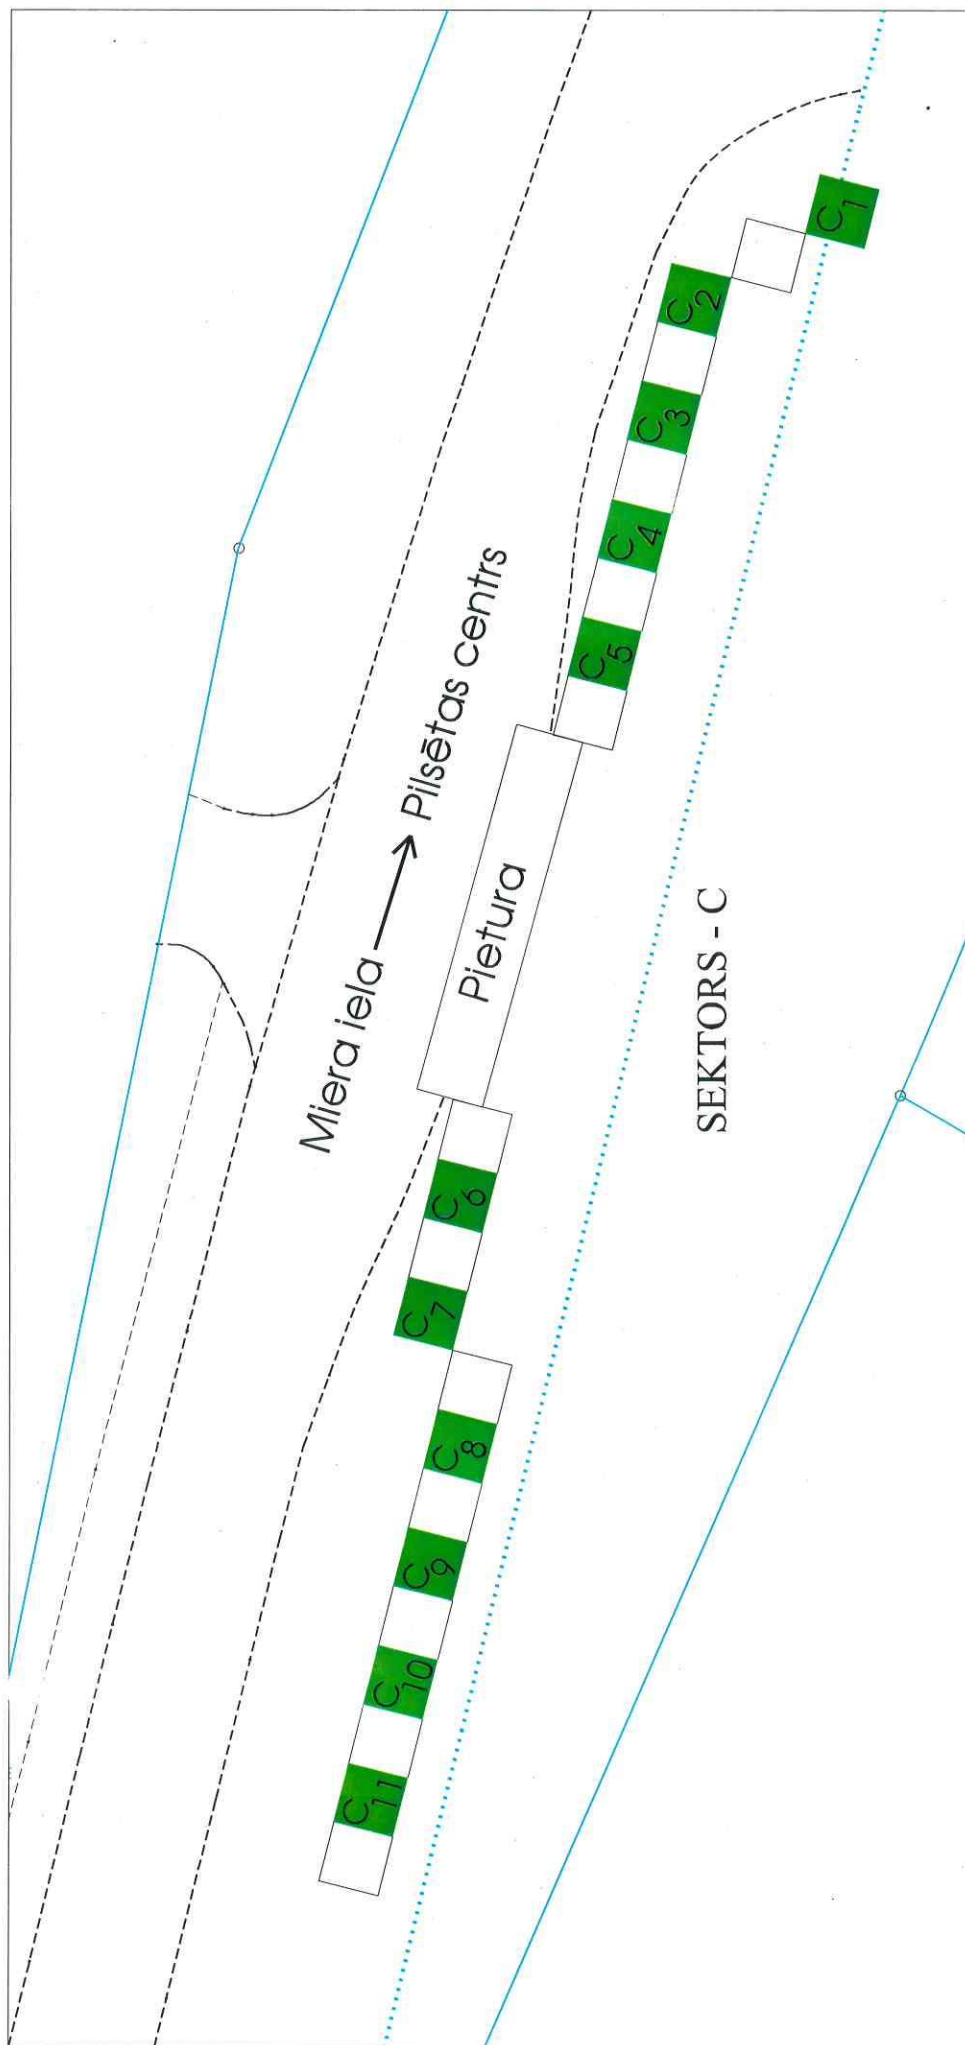 Miera iela → Pilsētas centrs
C11
C10
C9
C8
C7
C6
Pietura
C5
C4
C3
C2
C1
SEKTORS - C